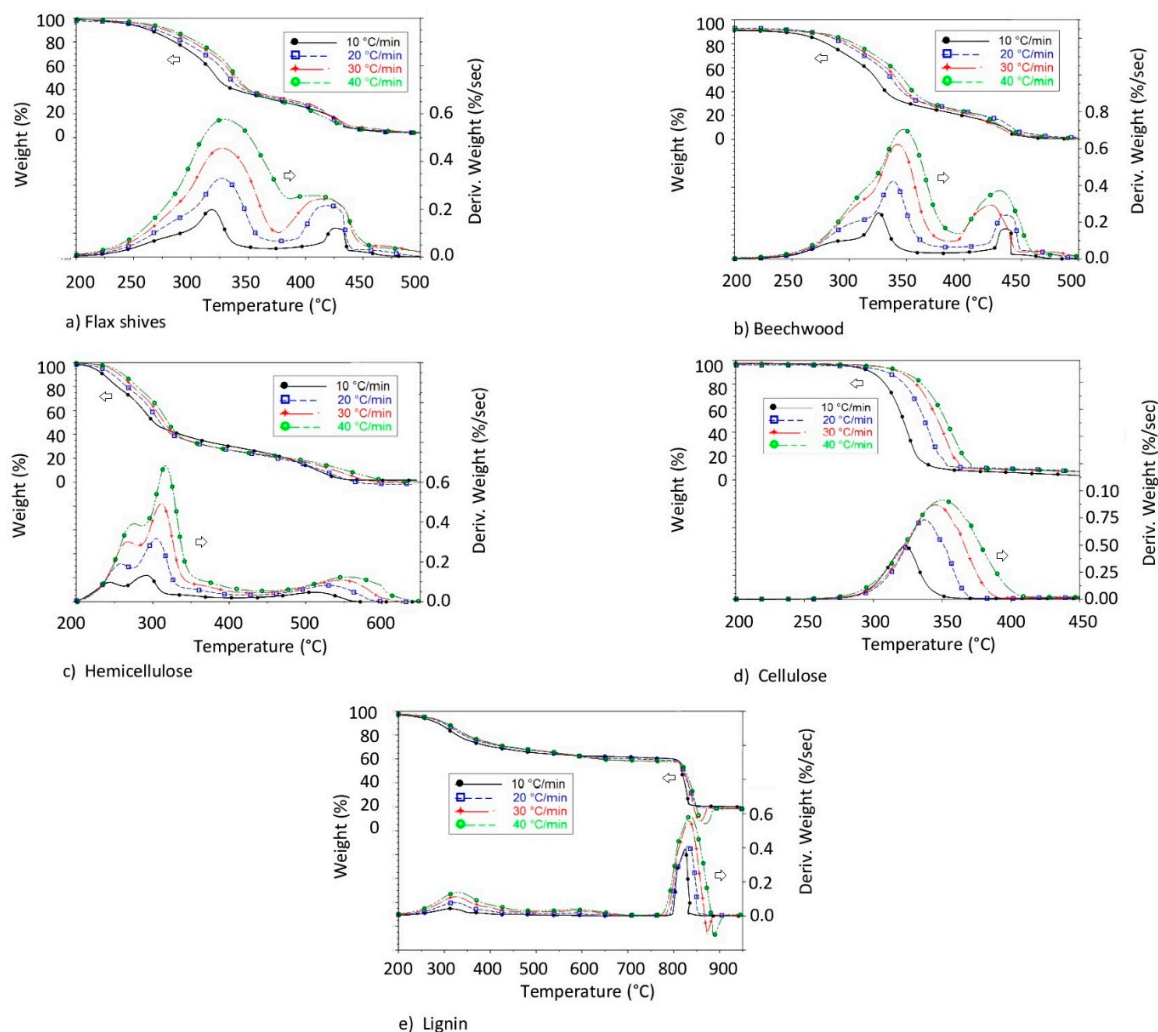 100
80
60
40
20
0
Weight (%)
10 °C/min
20 °C/min
30 °C/min
40 °C/min
0.6
0.4
0.2
0.0
Deriv. Weight (%/sec)
200 250 300 350 400 450 500
Temperature (°C)
a) Flax shives
100
80
60
40
20
0
Weight (%)
10 °C/min
20 °C/min
30 °C/min
40 °C/min
0.8
0.6
0.4
0.2
0.0
Deriv. Weight (%/sec)
200 250 300 350 400 450 500
Temperature (°C)
b) Beechwood
100
80
60
40
20
0
Weight (%)
10 °C/min
20 °C/min
30 °C/min
40 °C/min
0.6
0.4
0.2
0.0
Deriv. Weight (%/sec)
200 300 400 500 600
Temperature (°C)
c) Hemicellulose
100
80
60
40
20
0
Weight (%)
10 °C/min
20 °C/min
30 °C/min
40 °C/min
0.10
0.75
0.50
0.25
0.00
Deriv. Weight (%/sec)
200 250 300 350 400 450
Temperature (°C)
d) Cellulose
100
80
60
40
20
0
Weight (%)
10 °C/min
20 °C/min
30 °C/min
40 °C/min
0.6
0.4
0.2
0.0
Deriv. Weight (%/sec)
200 300 400 500 600 700 800 900
Temperature (°C)
e) Lignin